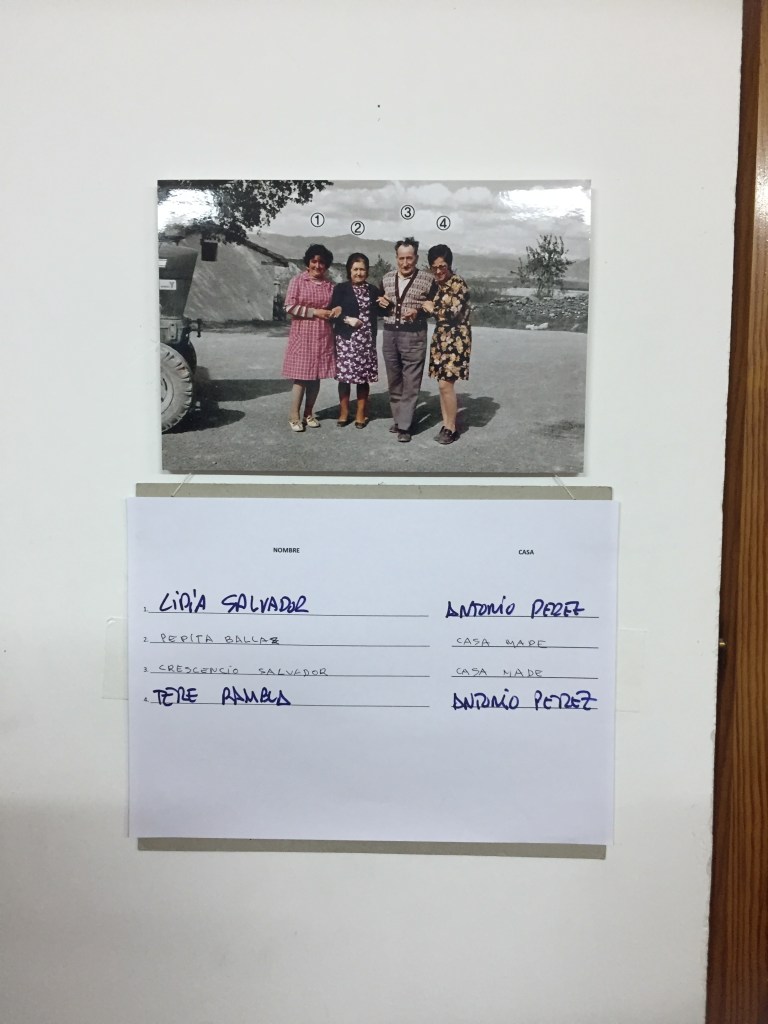 ① ② ③ ④
NOMBRE CASA
1. LIDIA SALVADOR ANTONIO PEREZ
2. PEPITA BALLAZ CASA MADE
3. CRESCENCIO SALVADOR CASA MADE
4. TERE RAMBLA ANTONIO PEREZ